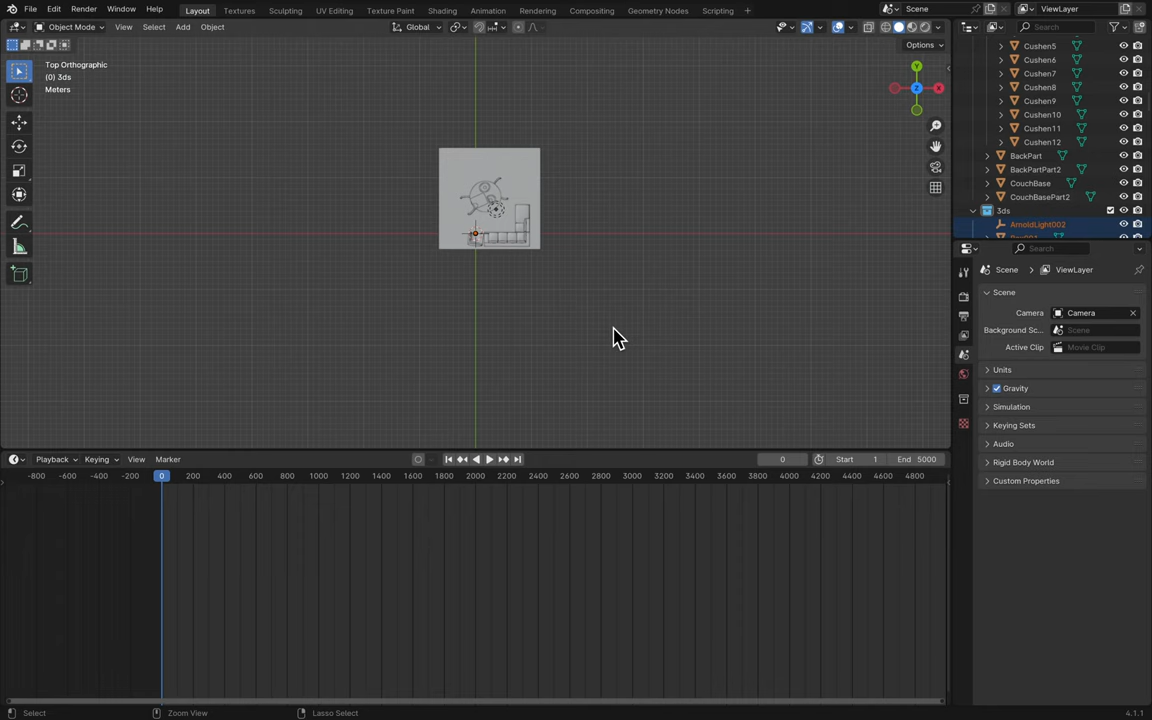 File Edit Render Window Help Layout Textures Sculpting UV Editing Texture Paint Shading Animation Rendering Compositing Geometry Nodes Scripting + Scene ViewLayer
Object Mode View Select Add Object Global Search
Options
Top Orthographic
(0) 3ds
Meters
Y
Z
X
Cushen5
Cushen6
Cushen7
Cushen8
Cushen9
Cushen10
Cushen11
Cushen12
BackPart
BackPartPart2
CouchBase
CouchBasePart2
3ds
ArnoldLight002
Search
Scene ViewLayer
Scene
Camera Camera
Background Sc... Scene
Active Clip Movie Clip
Units
Gravity
Simulation
Keying Sets
Audio
Rigid Body World
Custom Properties
Playback Keying View Marker 0 Start 1 End 5000
-800 -600 -400 -200 0 200 400 600 800 1000 1200 1400 1600 1800 2000 2200 2400 2600 2800 3000 3200 3400 3600 3800 4000 4200 4400 4600 4800
Select Zoom View Lasso Select 4.1.1